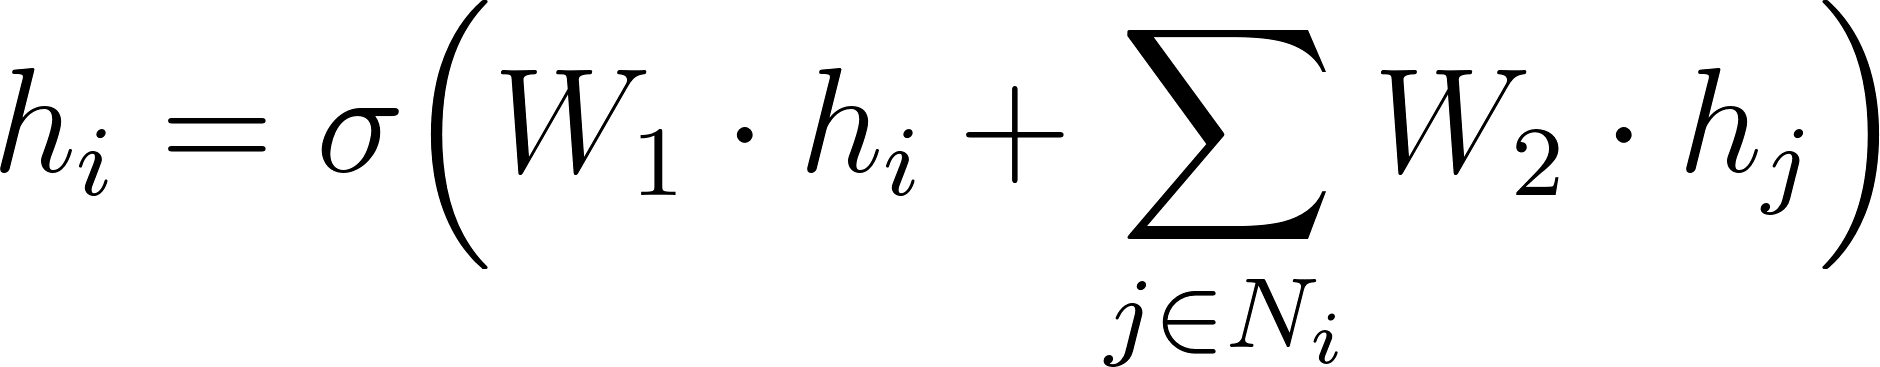 h_i = σ(W_1 · h_i + ∑_{j∈N_i} W_2 · h_j)